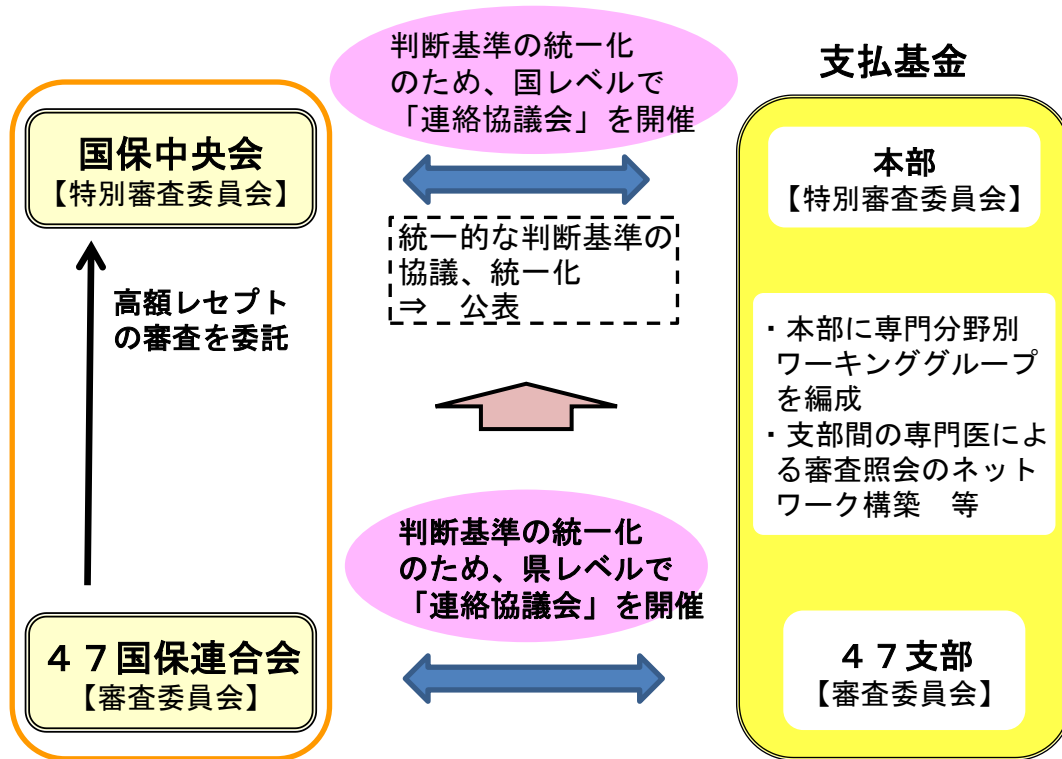 判断基準の統一化
のため、国レベルで
「連絡協議会」を開催
支払基金
国保中央会
【特別審査委員会】
本部
【特別審査委員会】
統一的な判断基準の
協議、統一化
⇒　公表
高額レセプト
の審査を委託
・本部に専門分野別
ワーキンググループ
を編成
・支部間の専門医によ
る審査照会のネット
ワーク構築　等
判断基準の統一化
のため、県レベルで
「連絡協議会」を開催
４７国保連合会
【審査委員会】
４７支部
【審査委員会】